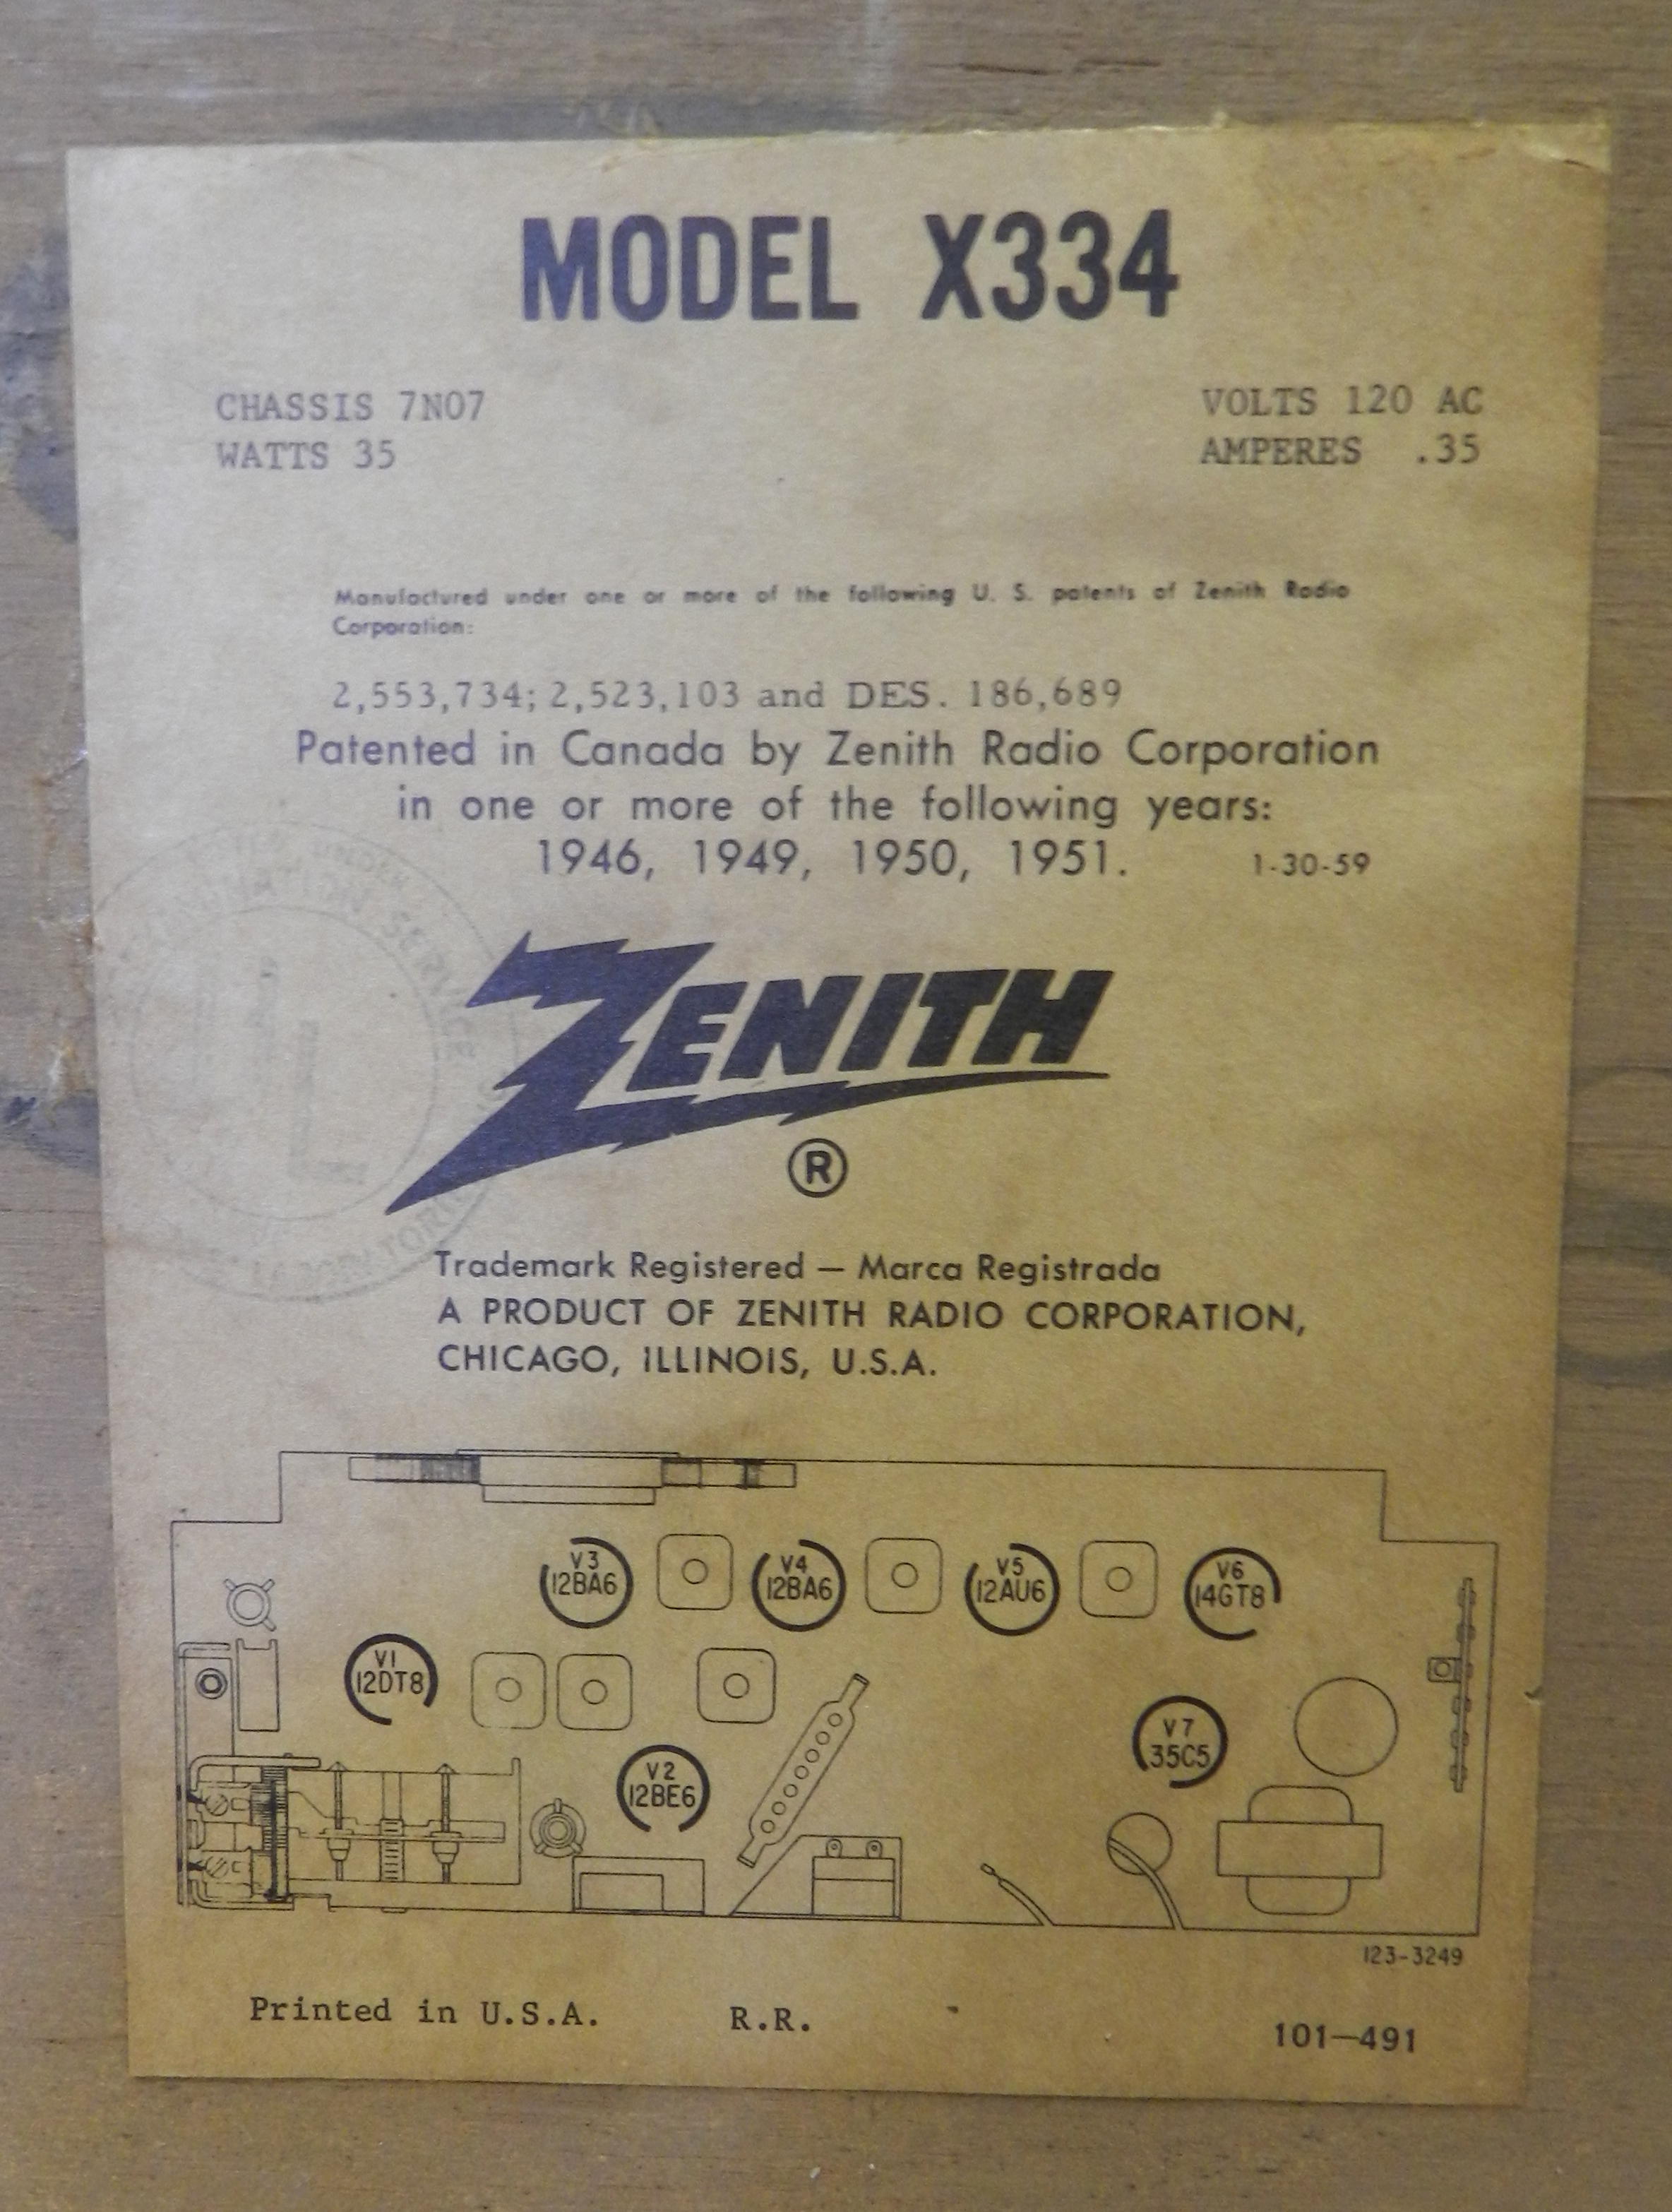 MODEL X334
CHASSIS 7N07
WATTS 35
VOLTS 120 AC
AMPERES .35
Manufactured under one or more of the following U. S. patents of Zenith Radio
Corporation:
2,553,734; 2,523,103 and DES. 186,689
Patented in Canada by Zenith Radio Corporation
in one or more of the following years:
1946, 1949, 1950, 1951. 1-30-59
SERVICE
ZENITH
®
Trademark Registered — Marca Registrada
A PRODUCT OF ZENITH RADIO CORPORATION,
CHICAGO, ILLINOIS, U.S.A.
V3
12BA6
V4
12BA6
V5
12AU6
V6
14GT8
V1
12DT8
V2
12BE6
V7
35C5
123-3249
Printed in U.S.A. R.R. 101—491